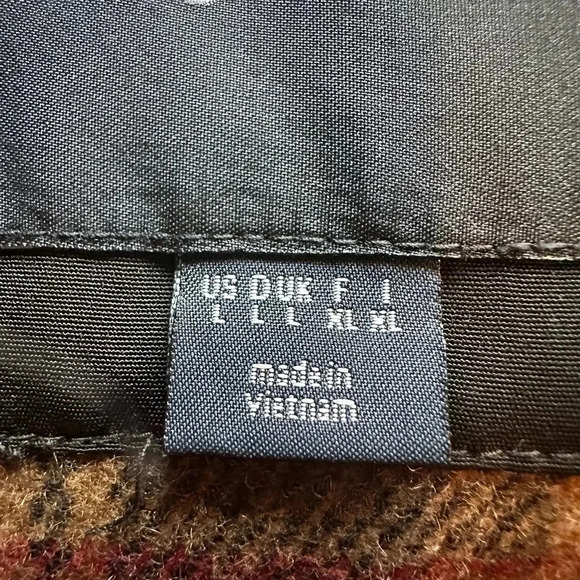 US D UK F I
L L L XL XL
made in
Vietnam